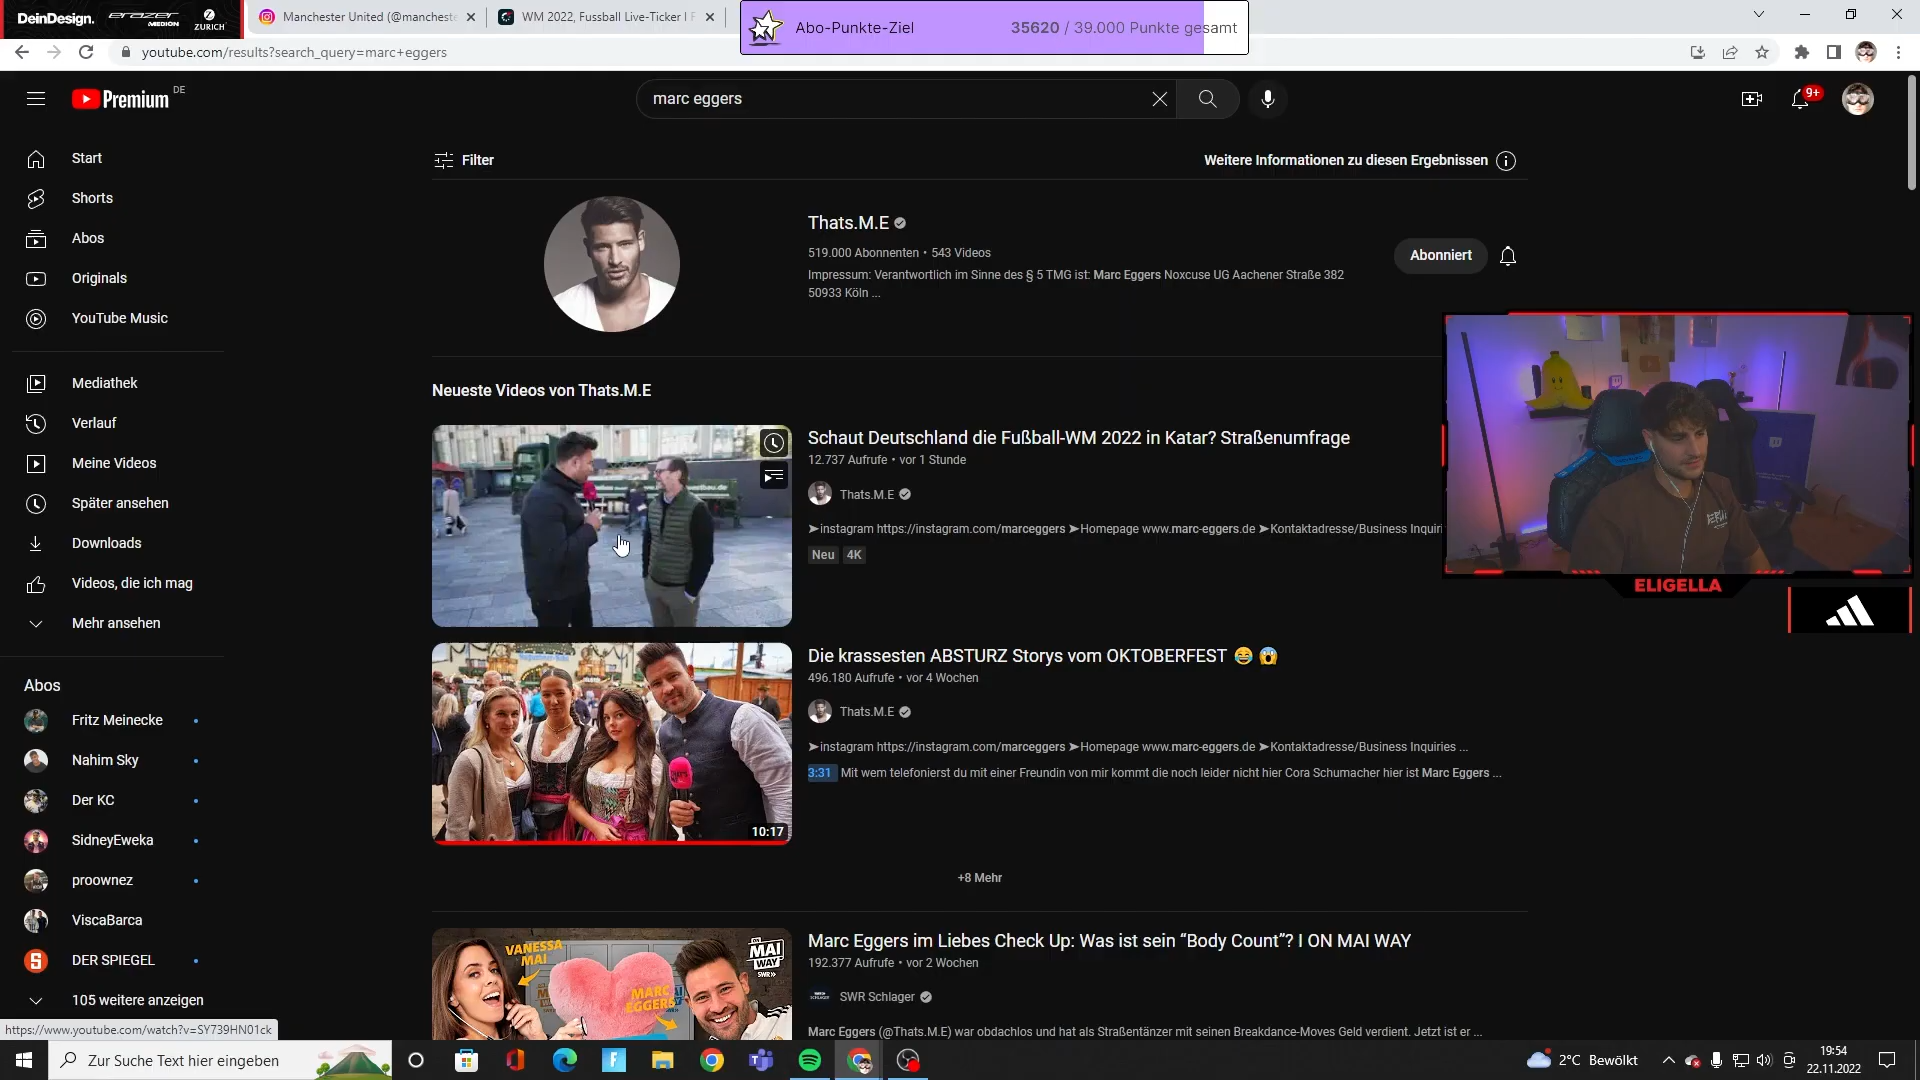 DeinDesign. erazer MEDION ZURICH
Manchester United (@manchest
WM 2022, Fussball Live-Ticker I F
Abo-Punkte-Ziel 35620 / 39.000 Punkte gesamt
youtube.com/results?search_query=marc+eggers
Premium DE
marc eggers
9+
Start
Shorts
Abos
Originals
YouTube Music
Mediathek
Verlauf
Meine Videos
Später ansehen
Downloads
Videos, die ich mag
Mehr ansehen
Abos
Fritz Meinecke
Nahim Sky
Der KC
SidneyEweka
proownez
ViscaBarca
DER SPIEGEL
105 weitere anzeigen
Filter
Weitere Informationen zu diesen Ergebnissen
Thats.M.E
519.000 Abonnenten • 543 Videos
Impressum: Verantwortlich im Sinne des § 5 TMG ist: Marc Eggers Noxcuse UG Aachener Straße 382
50933 Köln ...
Abonniert
Neueste Videos von Thats.M.E
Schaut Deutschland die Fußball-WM 2022 in Katar? Straßenumfrage
12.737 Aufrufe • vor 1 Stunde
Thats.M.E
➤instagram https://instagram.com/marceggers ➤Homepage www.marc-eggers.de ➤Kontaktadresse/Business Inquiri
Neu 4K
ELIGELLA
Die krassesten ABSTURZ Storys vom OKTOBERFEST 😂 😱
496.180 Aufrufe • vor 4 Wochen
Thats.M.E
➤instagram https://instagram.com/marceggers ➤Homepage www.marc-eggers.de ➤Kontaktadresse/Business Inquiries ...
3:31 Mit wem telefonierst du mit einer Freundin von mir kommt die noch leider nicht hier Cora Schumacher hier ist Marc Eggers ...
10:17
+8 Mehr
VANESSA
MAI
MARC
EGGERS
MAI
WAY
SWR
Marc Eggers im Liebes Check Up: Was ist sein “Body Count”? I ON MAI WAY
192.377 Aufrufe • vor 2 Wochen
SWR Schlager
Marc Eggers (@Thats.M.E) war obdachlos und hat als Straßentänzer mit seinen Breakdance-Moves Geld verdient. Jetzt ist er ...
https://www.youtube.com/watch?v=SY739HN01ck
Zur Suche Text hier eingeben
2°C Bewölkt
19:54
22.11.2022